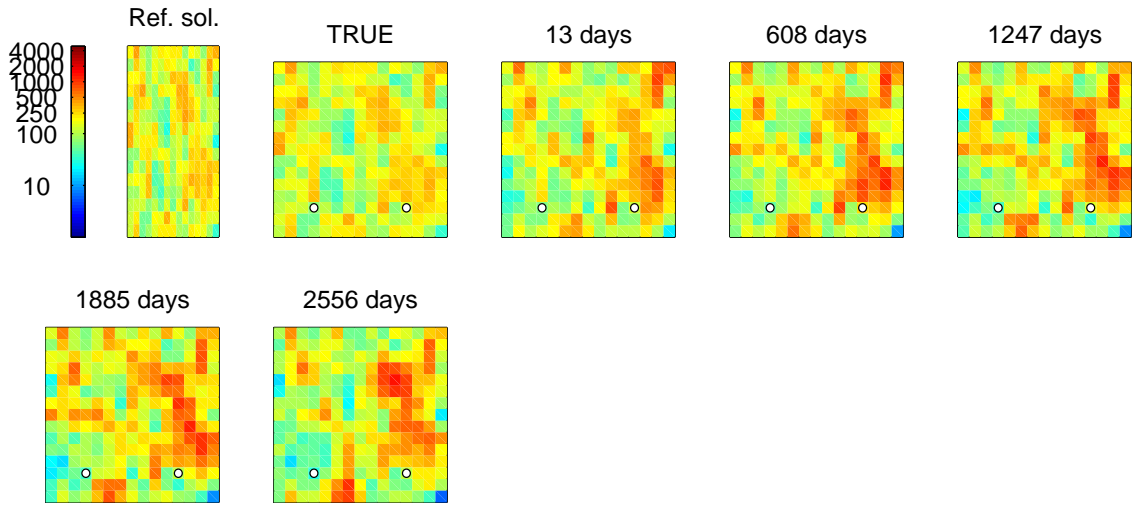 Ref. sol.
TRUE
13 days
608 days
1247 days
4000
2000
1000
500
250
100
10
1885 days
2556 days